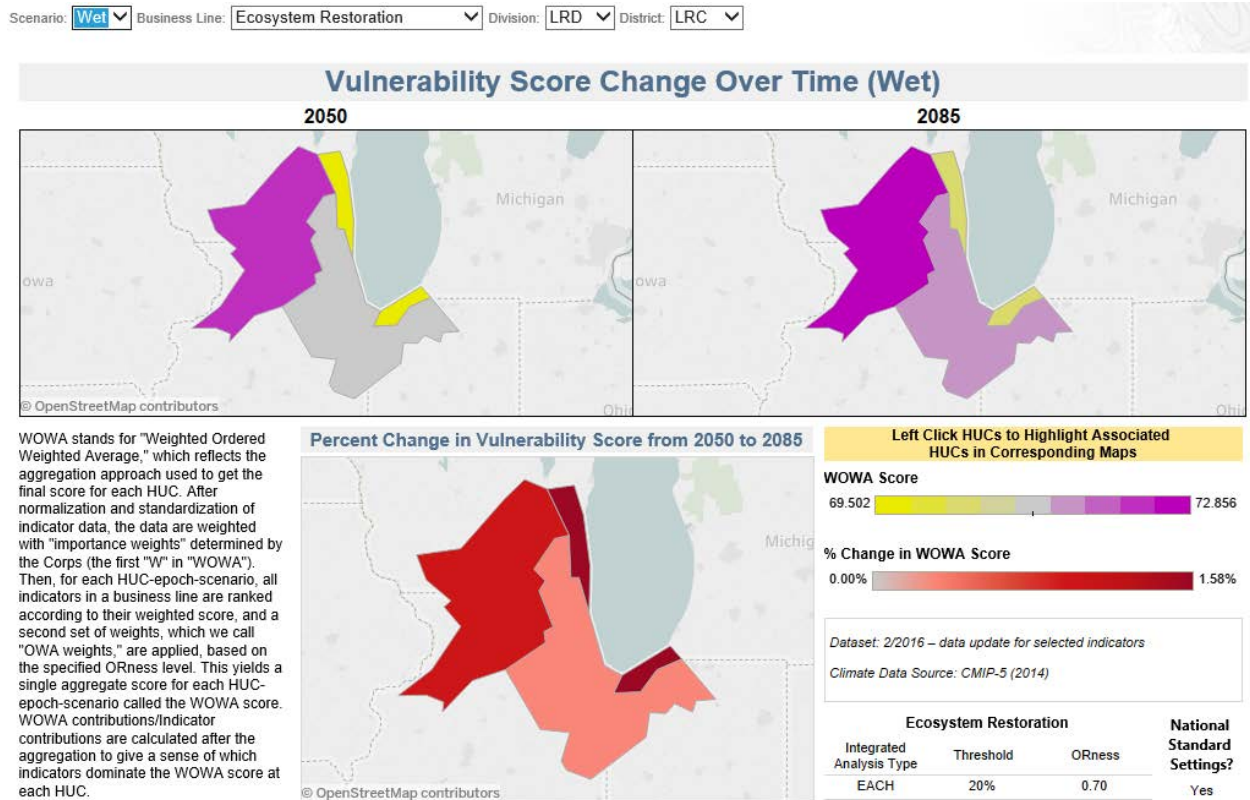 Scenario: Wet Business Line: Ecosystem Restoration Division: LRD District: LRC
Vulnerability Score Change Over Time (Wet)
2050
2085
Michigan
owa
© OpenStreetMap contributors
Ohio
Michigan
owa
Ohio
WOWA stands for "Weighted Ordered
Weighted Average," which reflects the
aggregation approach used to get the
final score for each HUC. After
normalization and standardization of
indicator data, the data are weighted
with "importance weights" determined by
the Corps (the first "W" in "WOWA").
Then, for each HUC-epoch-scenario, all
indicators in a business line are ranked
according to their weighted score, and a
second set of weights, which we call
"OWA weights," are applied, based on
the specified ORness level. This yields a
single aggregate score for each HUC-
epoch-scenario called the WOWA score.
WOWA contributions/Indicator
contributions are calculated after the
aggregation to give a sense of which
indicators dominate the WOWA score at
each HUC.
Percent Change in Vulnerability Score from 2050 to 2085
Michig
© OpenStreetMap contributors
Left Click HUCs to Highlight Associated
HUCs in Corresponding Maps
WOWA Score
69.502 72.856
% Change in WOWA Score
0.00% 1.58%
Dataset: 2/2016 – data update for selected indicators
Climate Data Source: CMIP-5 (2014)
Ecosystem Restoration
Integrated
Analysis Type
Threshold
ORness
EACH 20% 0.70
National
Standard
Settings?
Yes